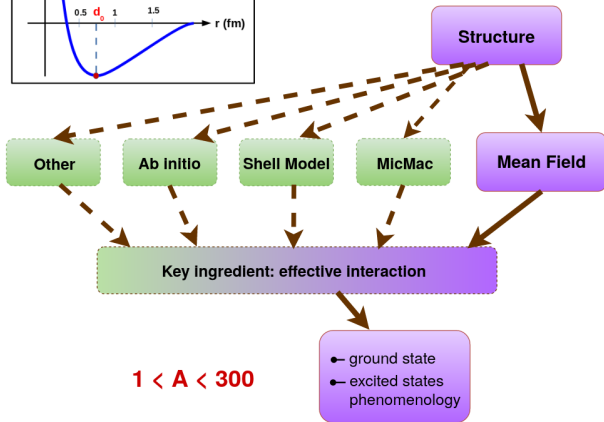 0.5 d₀ 1 1.5
r (fm)
Structure
Other
Ab initio
Shell Model
MicMac
Mean Field
Key ingredient: effective interaction
1 < A < 300
ground state
excited states
phenomenology